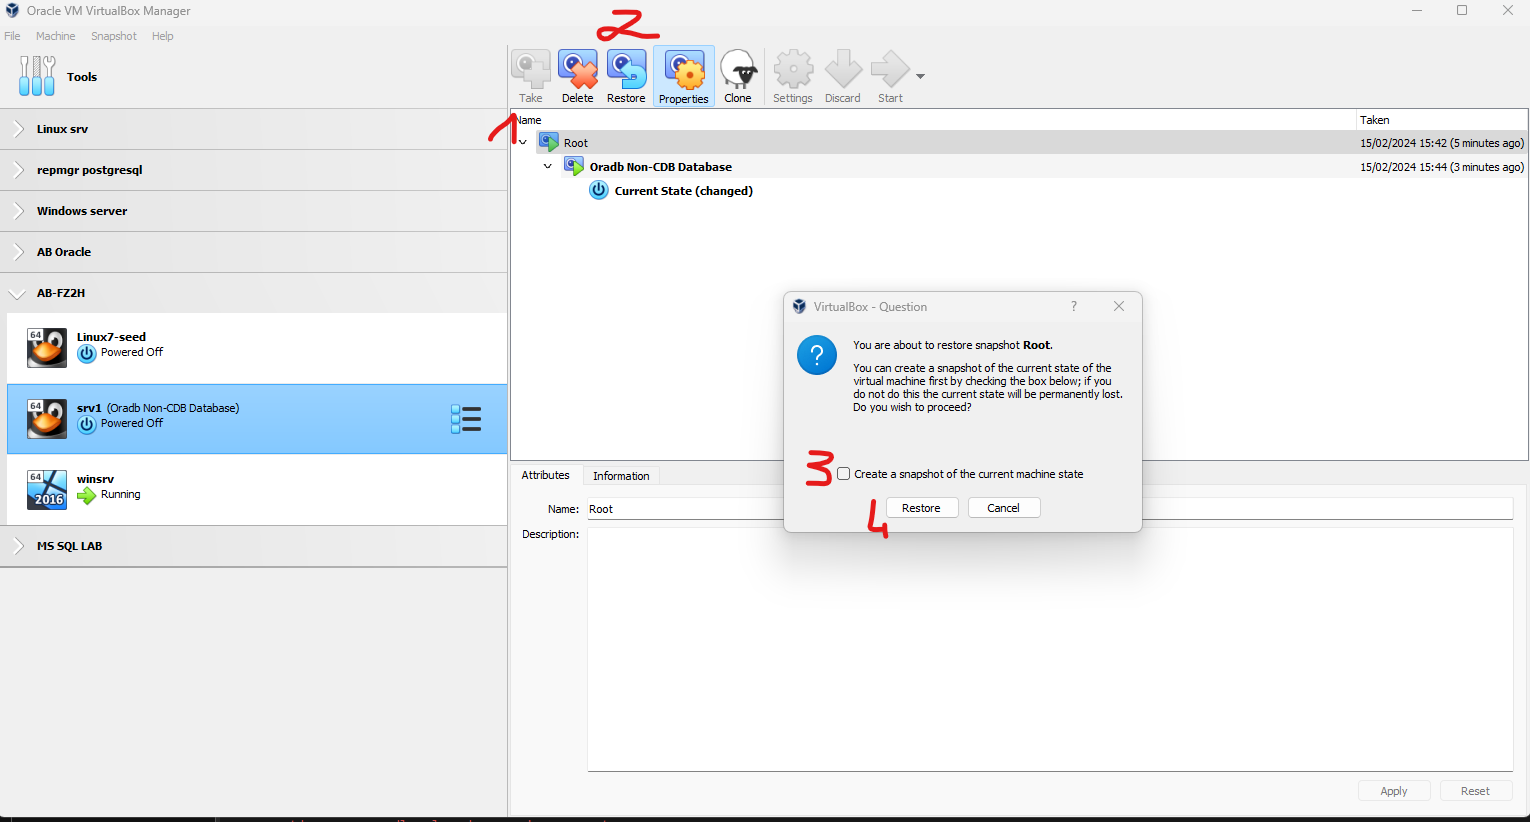 Oracle VM VirtualBox Manager
File Machine Snapshot Help
2
Tools
Take Delete Restore Properties Clone Settings Discard Start
1
Name Taken
Linux srv
Root 15/02/2024 15:42 (5 minutes ago)
repmgr postgresql
Oradb Non-CDB Database 15/02/2024 15:44 (3 minutes ago)
Current State (changed)
Windows server
AB Oracle
AB-FZ2H
64
Linux7-seed
Powered Off
64
srv1 (Oradb Non-CDB Database)
Powered Off
64
2016
winsrv
Running
MS SQL LAB
VirtualBox - Question ?
?
You are about to restore snapshot Root.
You can create a snapshot of the current state of the
virtual machine first by checking the box below; if you
do not do this the current state will be permanently lost.
Do you wish to proceed?
3
Create a snapshot of the current machine state
4
Restore Cancel
Attributes Information
Name: Root
Description:
Apply Reset